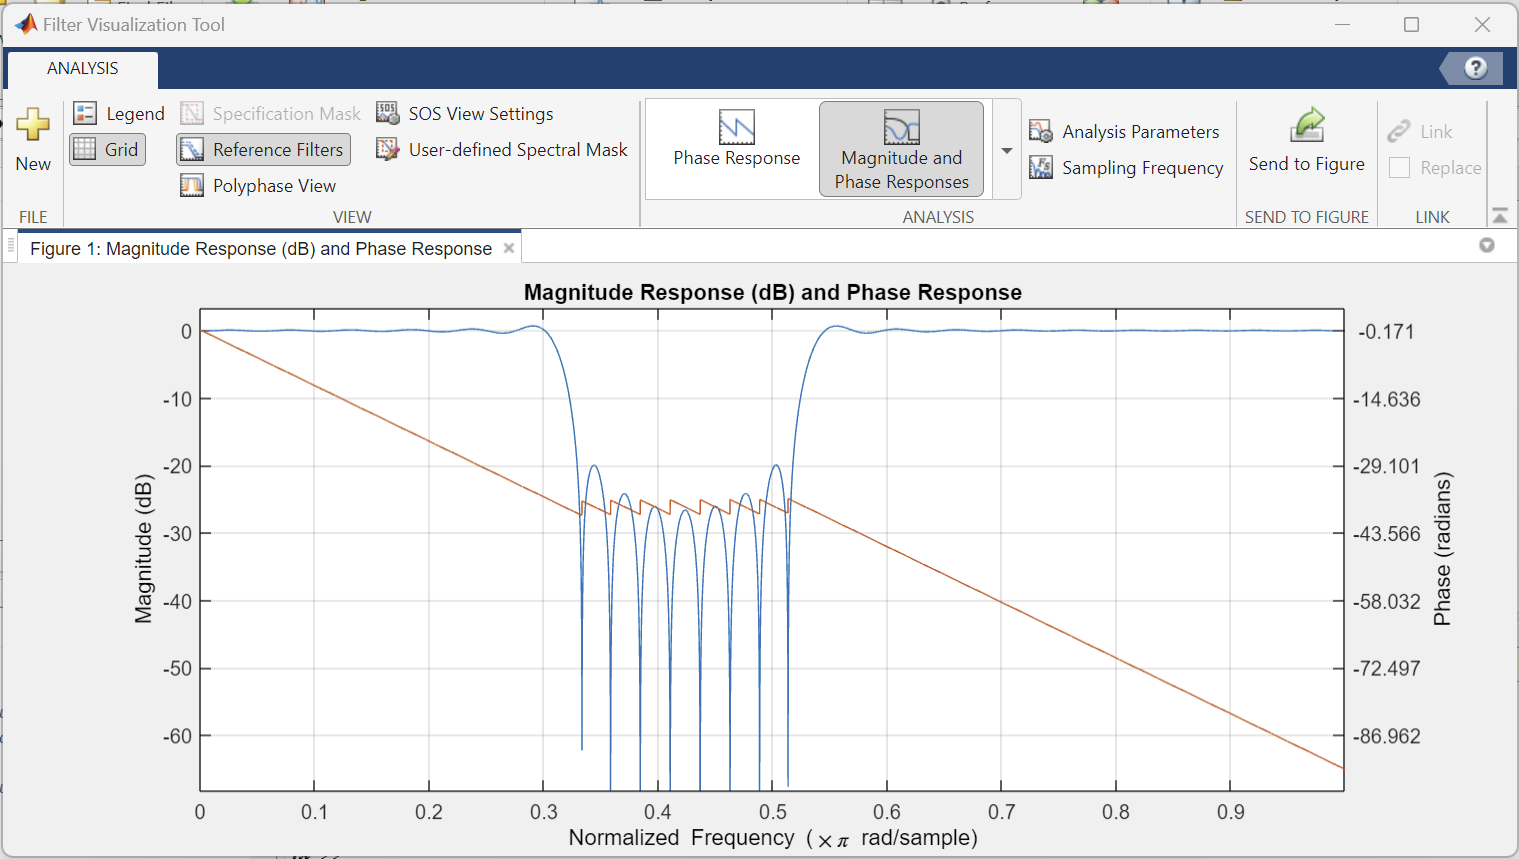 Filter Visualization Tool
ANALYSIS
New
Legend
Grid
Specification Mask
Reference Filters
Polyphase View
SOS View Settings
User-defined Spectral Mask
Phase Response
Magnitude and
Phase Responses
Analysis Parameters
Sampling Frequency
Send to Figure
Link
Replace
FILE
VIEW
ANALYSIS
SEND TO FIGURE
LINK
Figure 1: Magnitude Response (dB) and Phase Response
Magnitude Response (dB) and Phase Response
0
-10
-20
-30
-40
-50
-60
Magnitude (dB)
-0.171
-14.636
-29.101
-43.566
-58.032
-72.497
-86.962
Phase (radians)
0 0.1 0.2 0.3 0.4 0.5 0.6 0.7 0.8 0.9
Normalized Frequency (×π rad/sample)